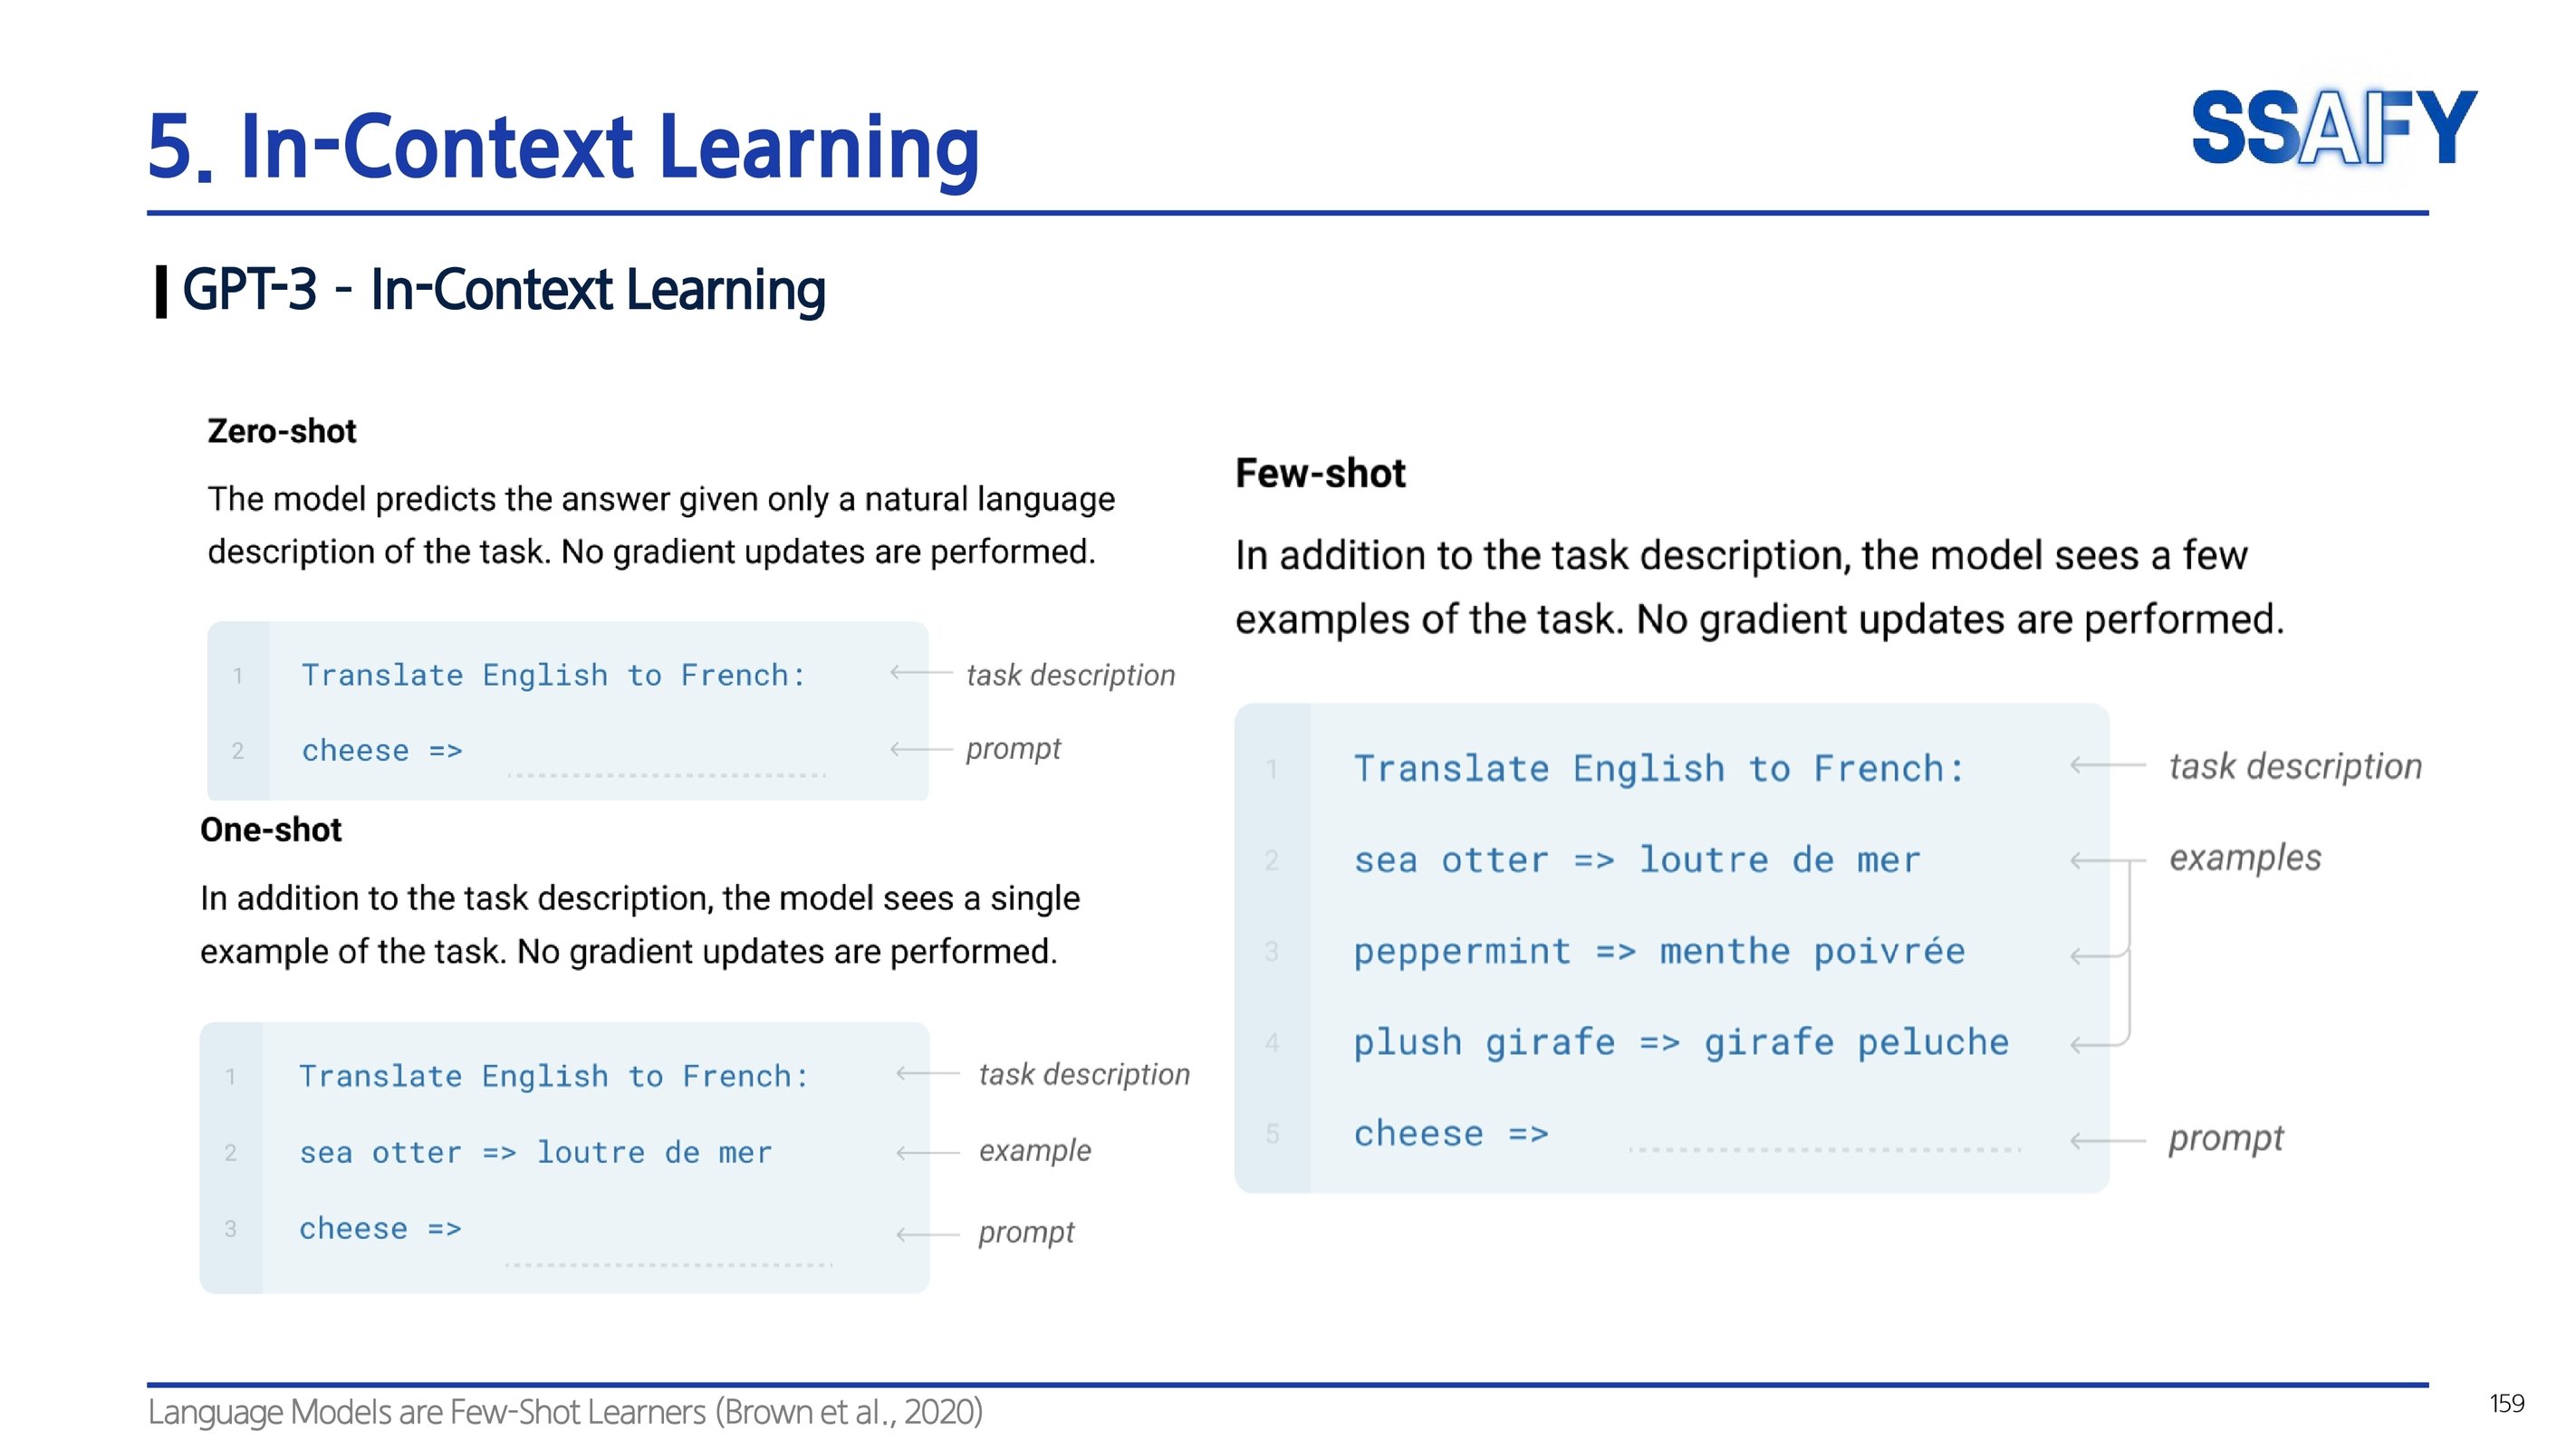 5. In-Context Learning
SSAFY
GPT-3 - In-Context Learning
Zero-shot
The model predicts the answer given only a natural language
description of the task. No gradient updates are performed.
1 Translate English to French: task description
2 cheese => prompt
One-shot
In addition to the task description, the model sees a single
example of the task. No gradient updates are performed.
1 Translate English to French: task description
2 sea otter => loutre de mer example
3 cheese => prompt
Few-shot
In addition to the task description, the model sees a few
examples of the task. No gradient updates are performed.
1 Translate English to French: task description
2 sea otter => loutre de mer examples
3 peppermint => menthe poivrée
4 plush girafe => girafe peluche
5 cheese => prompt
Language Models are Few-Shot Learners (Brown et al., 2020)
159